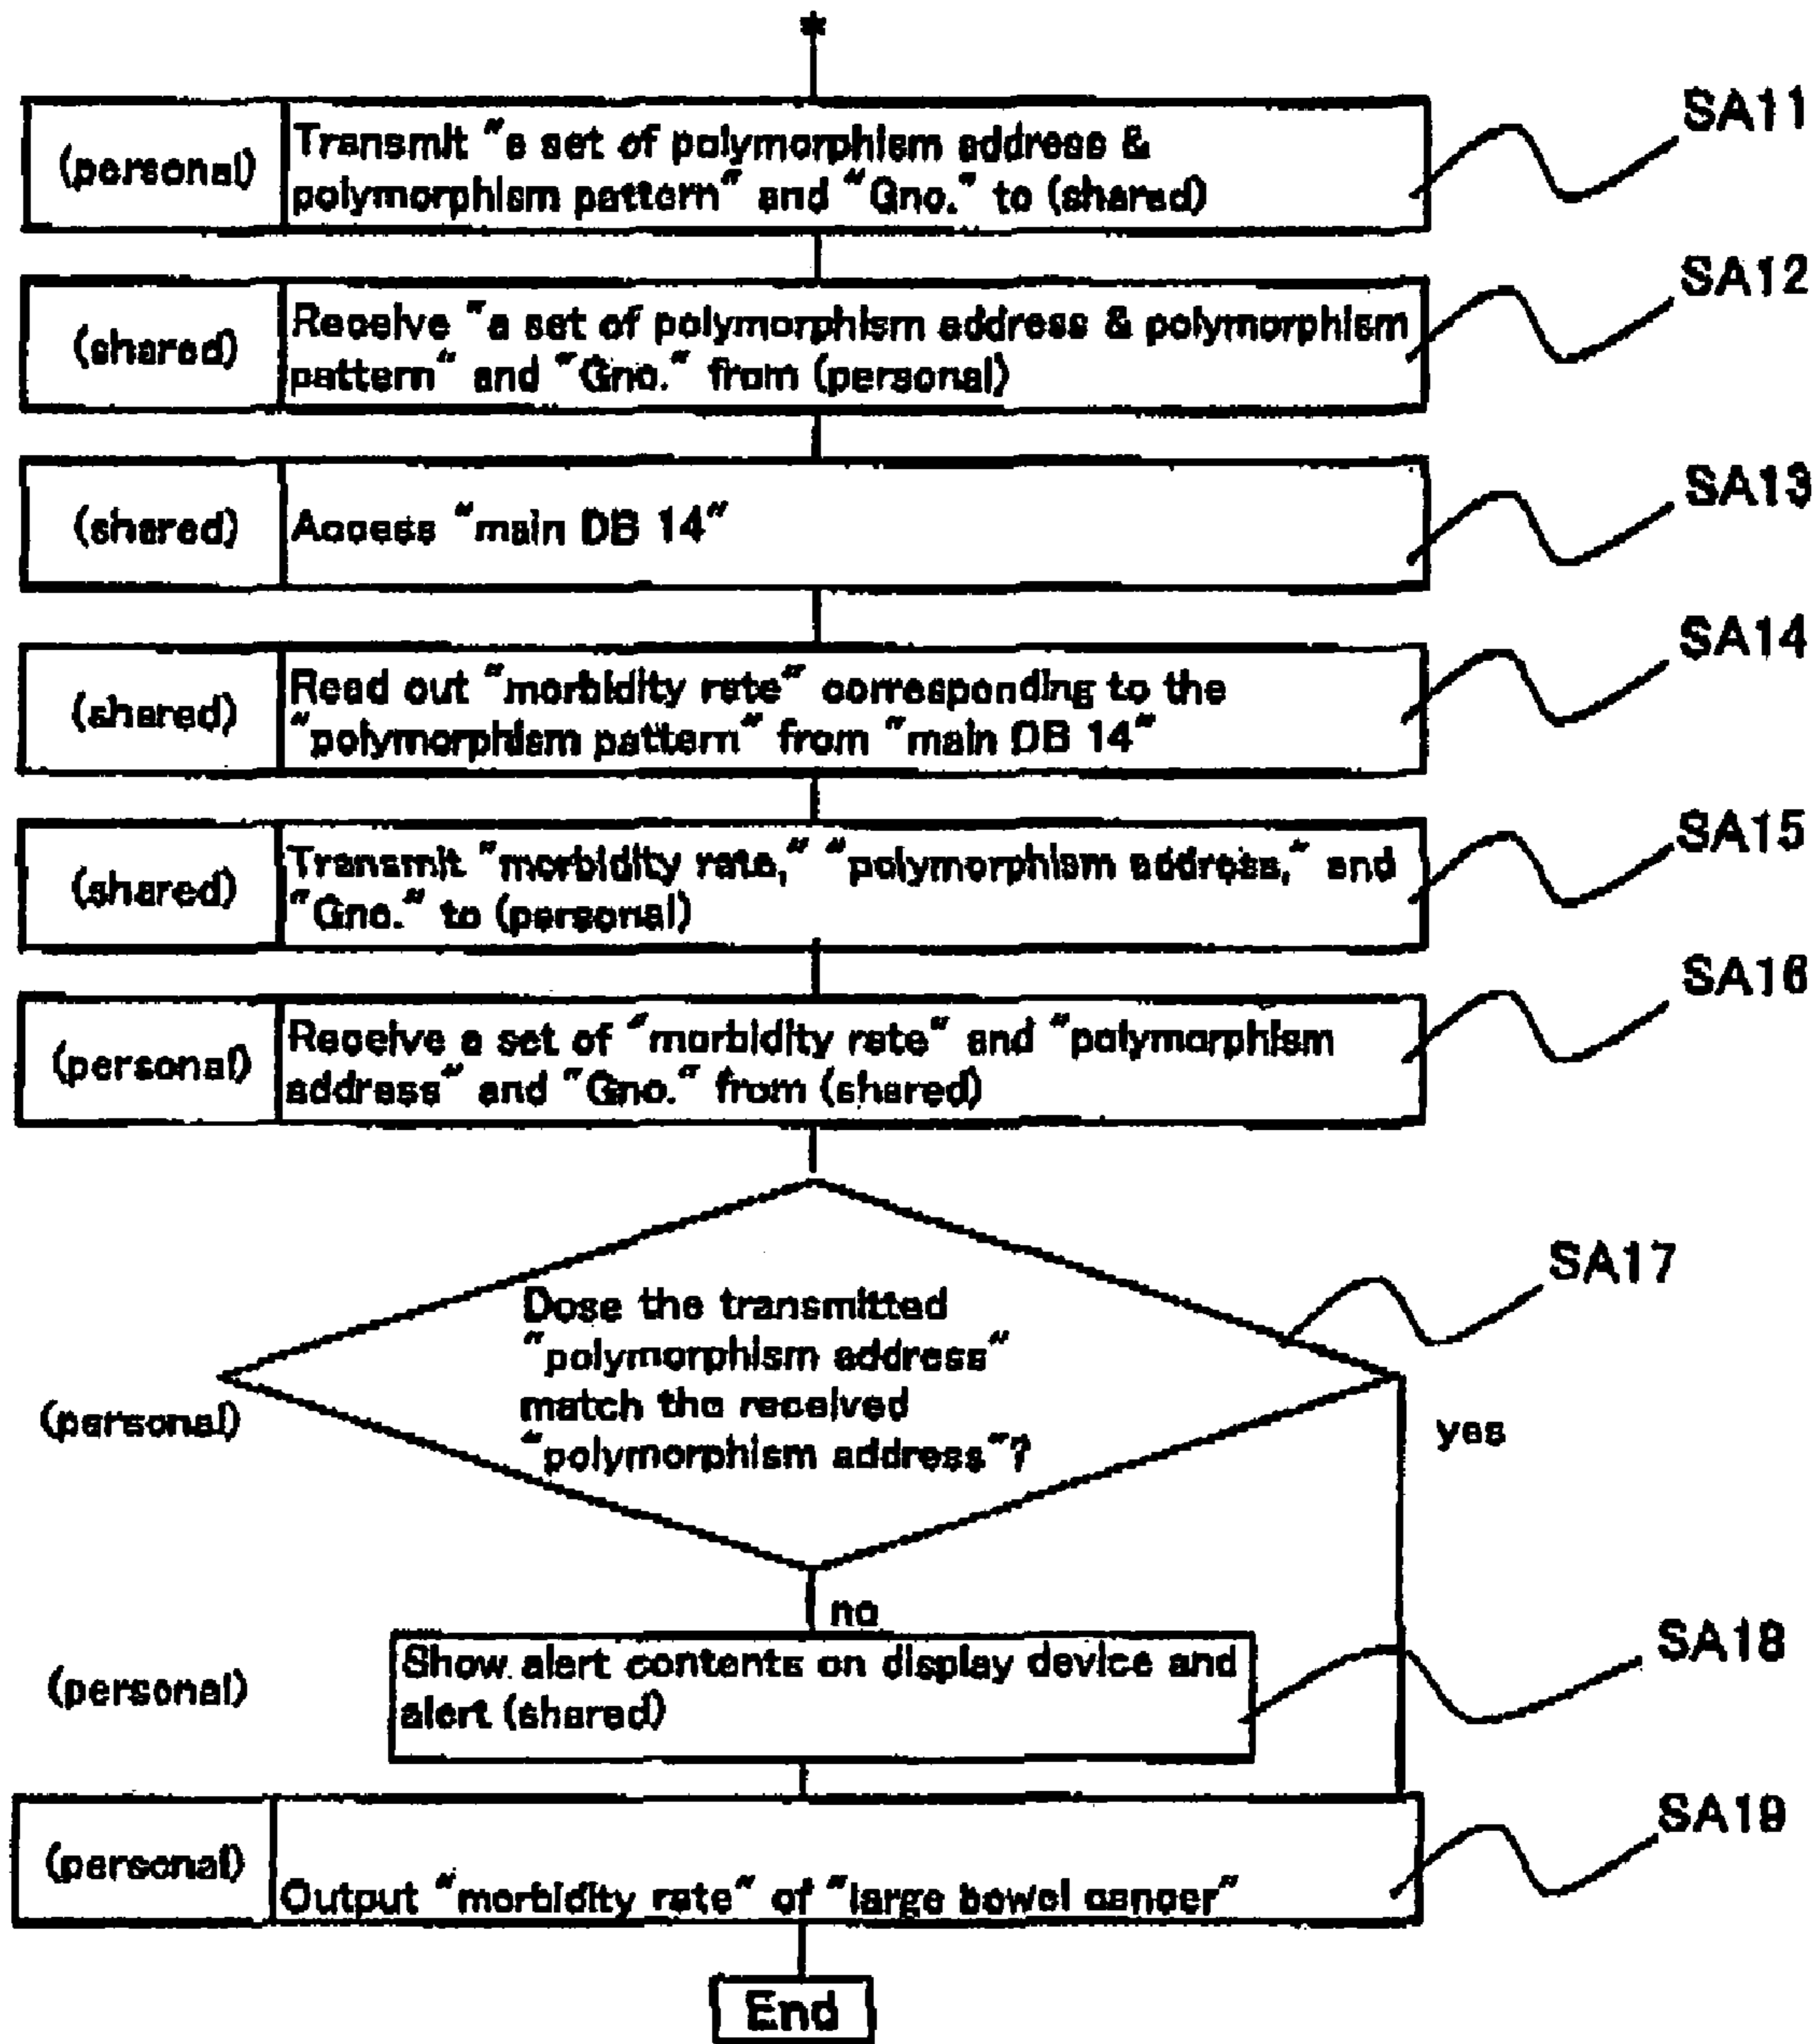 *
(personal) Transmit "a set of polymorphism address &
polymorphism pattern" and "Gno." to (shared)
SA11
(shared) Receive "a set of polymorphism address & polymorphism
pattern" and "Gno." from (personal)
SA12
(shared) Access "main DB 14"
SA13
(shared) Read out "morbidity rate" corresponding to the
"polymorphism pattern" from "main DB 14"
SA14
(shared) Transmit "morbidity rate," "polymorphism address," and
"Gno." to (personal)
SA15
(personal) Receive a set of "morbidity rate" and "polymorphism
address" and "Gno." from (shared)
SA16
(personal)
Dose the transmitted
"polymorphism address"
match the received
"polymorphism address"?
SA17
yes
no
(personal)
Show alert contents on display device and
alert (shared)
SA18
(personal) Output "morbidity rate" of "large bowel cancer"
SA19
End